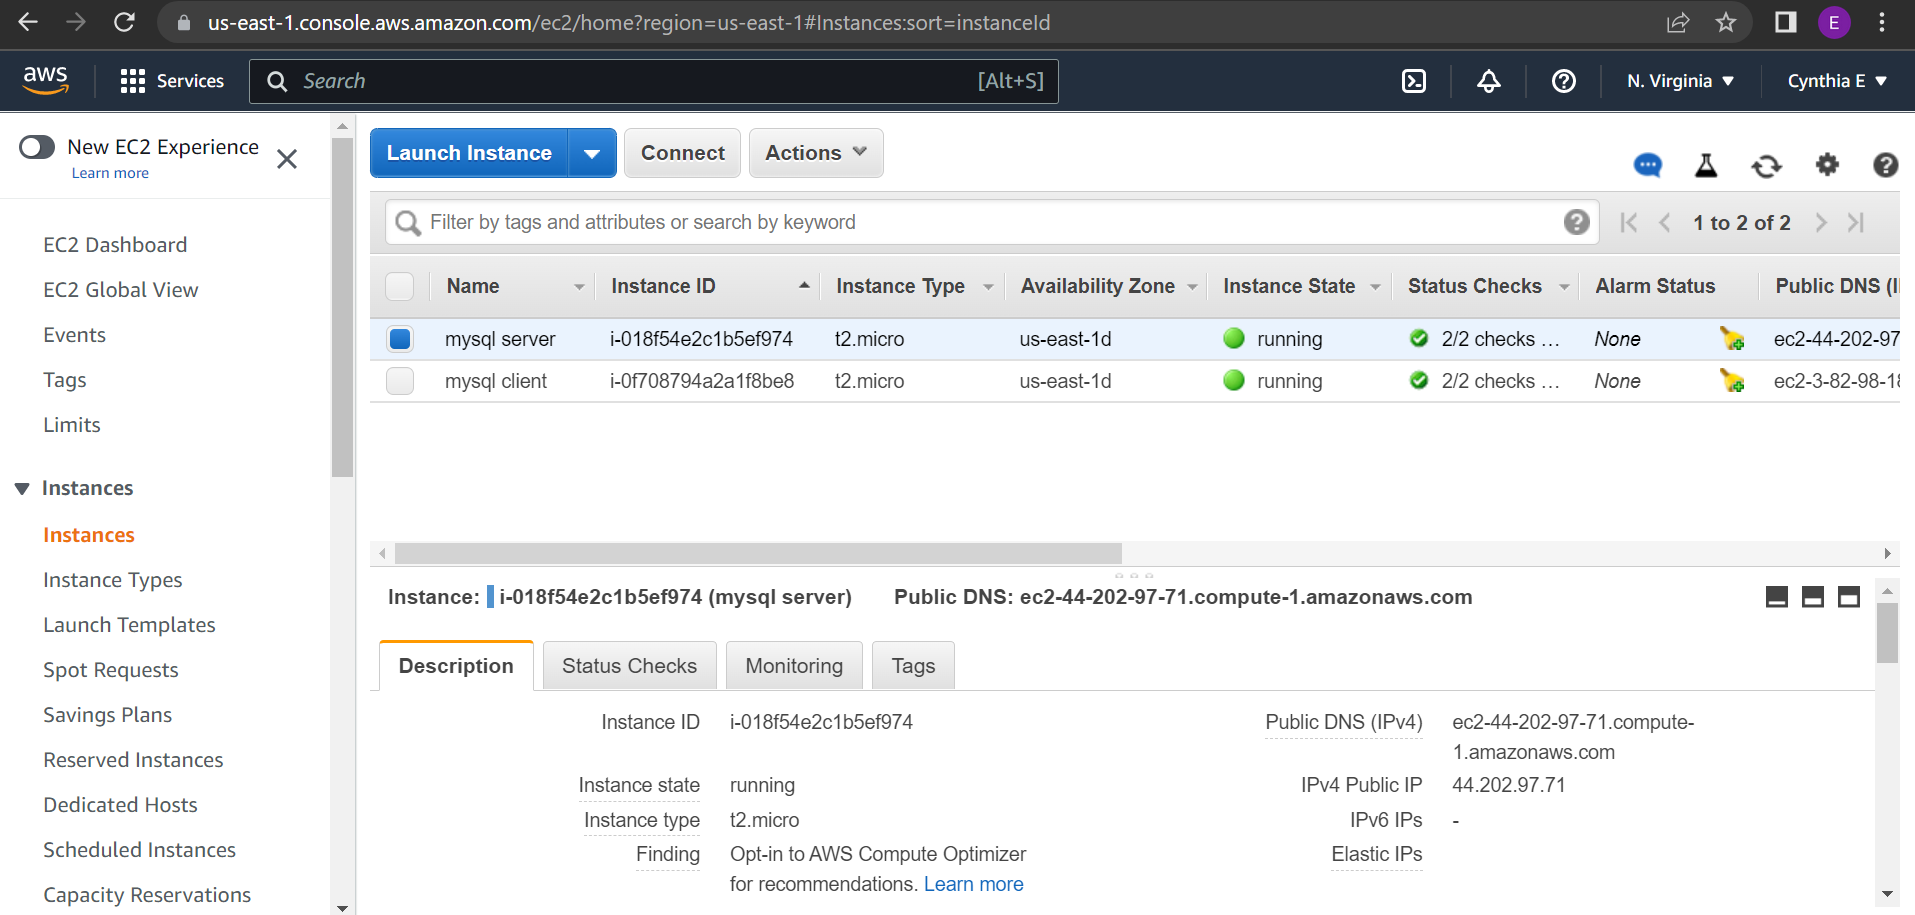 us-east-1.console.aws.amazon.com/ec2/home?region=us-east-1#Instances:sort=instanceId
E
aws
Services
Search
[Alt+S]
N. Virginia
Cynthia E
New EC2 Experience
Learn more
EC2 Dashboard
EC2 Global View
Events
Tags
Limits
Instances
Instances
Instance Types
Launch Templates
Spot Requests
Savings Plans
Reserved Instances
Dedicated Hosts
Scheduled Instances
Capacity Reservations
Launch Instance
Connect
Actions
Filter by tags and attributes or search by keyword
1 to 2 of 2
Name Instance ID Instance Type Availability Zone Instance State Status Checks Alarm Status Public DNS (I
mysql server i-018f54e2c1b5ef974 t2.micro us-east-1d running 2/2 checks ... None ec2-44-202-97
mysql client i-0f708794a2a1f8be8 t2.micro us-east-1d running 2/2 checks ... None ec2-3-82-98-18
Instance: i-018f54e2c1b5ef974 (mysql server) Public DNS: ec2-44-202-97-71.compute-1.amazonaws.com
Description
Status Checks
Monitoring
Tags
Instance ID i-018f54e2c1b5ef974
Instance state running
Instance type t2.micro
Finding Opt-in to AWS Compute Optimizer
for recommendations. Learn more
Public DNS (IPv4) ec2-44-202-97-71.compute-
1.amazonaws.com
IPv4 Public IP 44.202.97.71
IPv6 IPs -
Elastic IPs